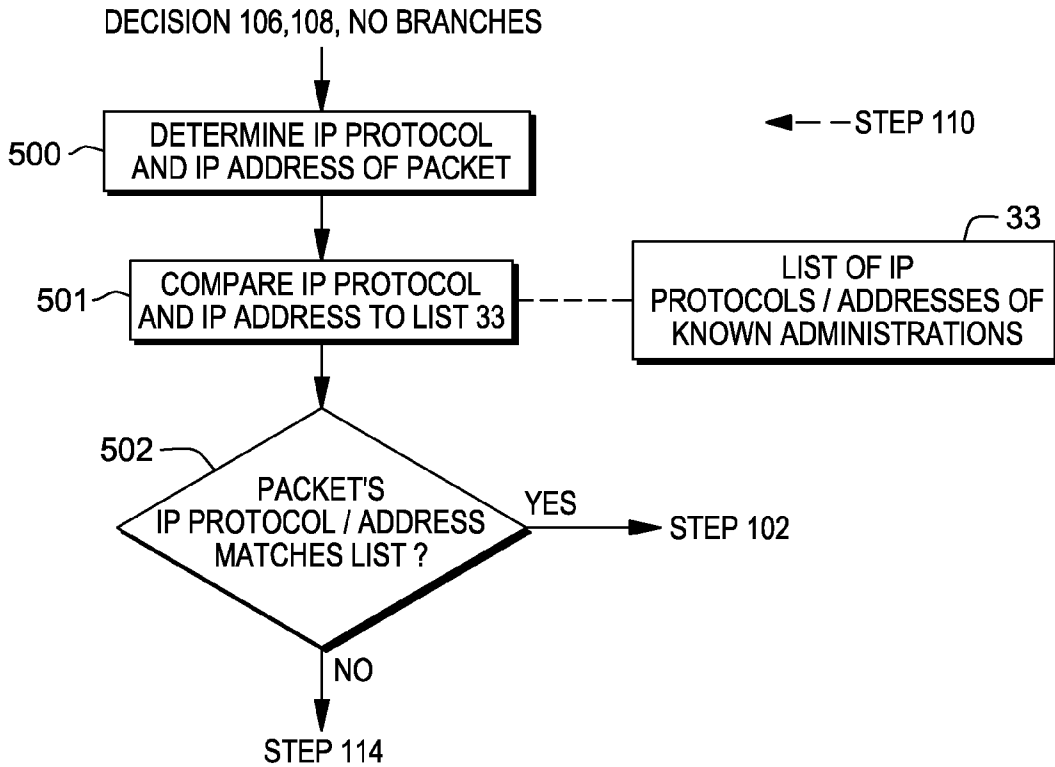 DECISION 106,108, NO BRANCHES
500
DETERMINE IP PROTOCOL
AND IP ADDRESS OF PACKET
STEP 110
33
501
COMPARE IP PROTOCOL
AND IP ADDRESS TO LIST 33
LIST OF IP
PROTOCOLS / ADDRESSES OF
KNOWN ADMINISTRATIONS
502
PACKET'S
IP PROTOCOL / ADDRESS
MATCHES LIST ?
YES
STEP 102
NO
STEP 114